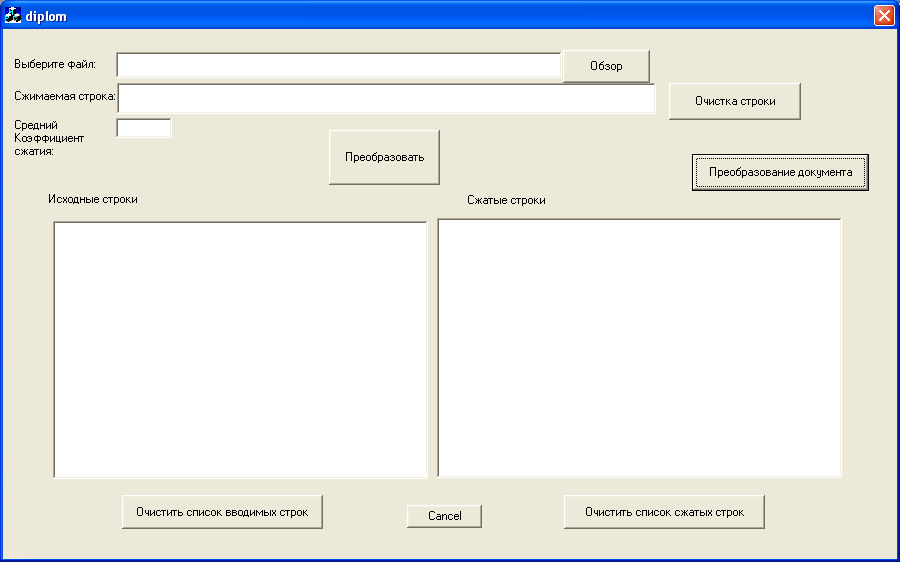 diplom
Выберите файл:
Обзор
Сжимаемая строка:
Очистка строки
Средний
Коэффициент
сжатия:
Преобразовать
Преобразование документа
Исходные строки
Сжатые строки
Очистить список вводимых строк
Cancel
Очистить список сжатых строк